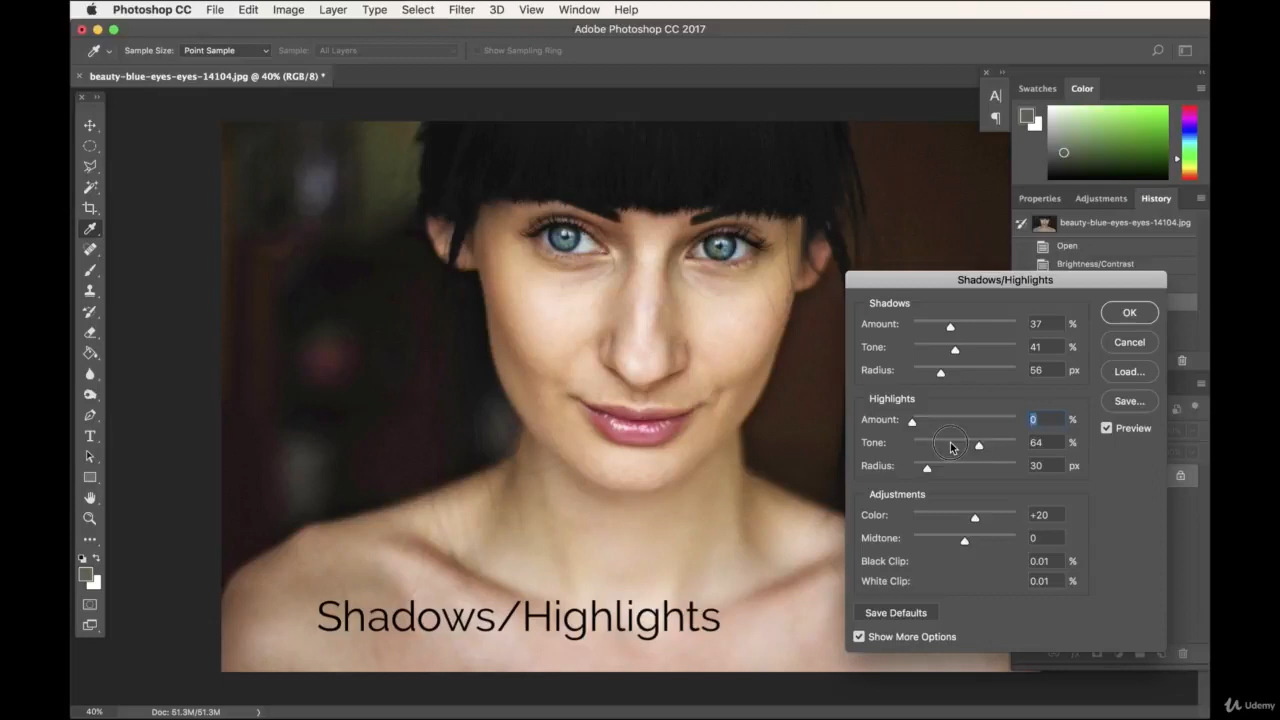 Photoshop CC File Edit Image Layer Type Select Filter 3D View Window Help
Adobe Photoshop CC 2017
Sample Size: Point Sample Sample: All Layers Show Sampling Ring
beauty-blue-eyes-eyes-14104.jpg @ 40% (RGB/8) *
Swatches Color
Properties Adjustments History
beauty-blue-eyes-eyes-14104.jpg
Open
Brightness/Contrast
Shadows/Highlights
Shadows
Amount: 37 %
Tone: 41 %
Radius: 56 px
Highlights
Amount: 0 %
Tone: 64 %
Radius: 30 px
Adjustments
Color: +20
Midtone: 0
Black Clip: 0.01 %
White Clip: 0.01 %
Save Defaults
Show More Options
OK
Cancel
Load...
Save...
Preview
Shadows/Highlights
40% Doc: 51.3M/51.3M
Udemy